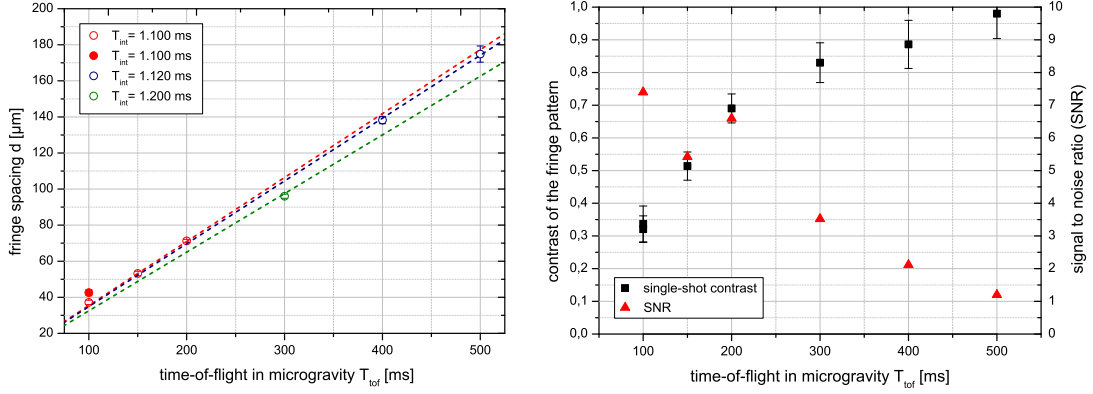 200
180
160
140
120
100
80
60
40
20
fringe spacing d [µm]
T_int= 1.100 ms
T_int= 1.100 ms
T_int= 1.120 ms
T_int= 1.200 ms
100 200 300 400 500
time-of-flight in microgravity T_tof [ms]
1,0
0,9
0,8
0,7
0,6
0,5
0,4
0,3
0,2
0,1
0,0
contrast of the fringe pattern
single-shot contrast
SNR
10
9
8
7
6
5
4
3
2
1
0
signal to noise ratio (SNR)
100 200 300 400 500
time-of-flight in microgravity T_tof [ms]